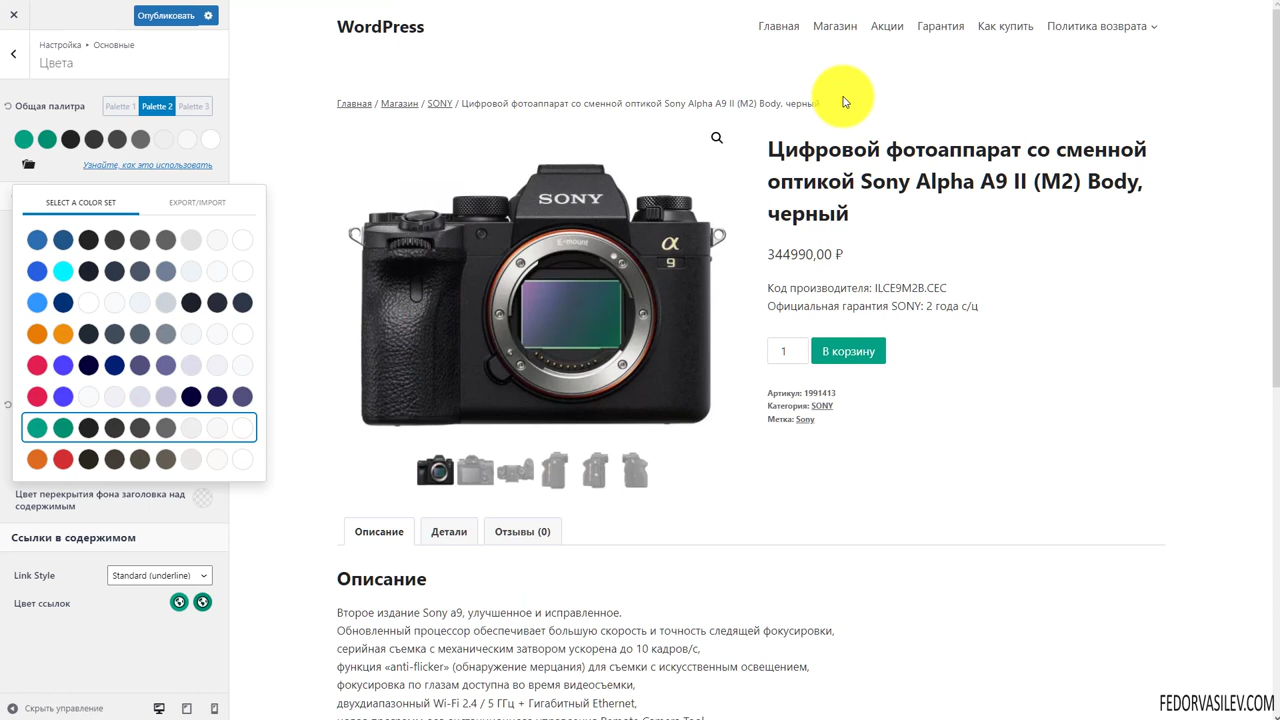 Опубликовать
Настройка ▸ Основные
Цвета
Общая палитра
Palette 1 Palette 2 Palette 3
Узнайте, как это использовать
SELECT A COLOR SET
EXPORT/IMPORT
Цвет перекрытия фона заголовка над
содержимым
Ссылки в содержимом
Link Style
Standard (underline)
Цвет ссылок
Скрыть управление
WordPress
Главная Магазин Акции Гарантия Как купить Политика возврата
Главная / Магазин / SONY / Цифровой фотоаппарат со сменной оптикой Sony Alpha A9 II (M2) Body, черный
SONY
E-mount
α
9
Цифровой фотоаппарат со сменной
оптикой Sony Alpha A9 II (M2) Body,
черный
344990,00 ₽
Код производителя: ILCE9M2B.CEC
Официальная гарантия SONY: 2 года с/ц
1
В корзину
Артикул: 1991413
Категория: SONY
Метка: Sony
Описание
Детали
Отзывы (0)
Описание
Второе издание Sony a9, улучшенное и исправленное.
Обновленный процессор обеспечивает большую скорость и точность следящей фокусировки,
серийная съемка с механическим затвором ускорена до 10 кадров/с,
функция «anti-flicker» (обнаружение мерцания) для съемки с искусственным освещением,
фокусировка по глазам доступна во время видеосъемки,
двухдиапазонный Wi-Fi 2.4 / 5 ГГц + Гигабитный Ethernet,
FEDORVASILEV.COM